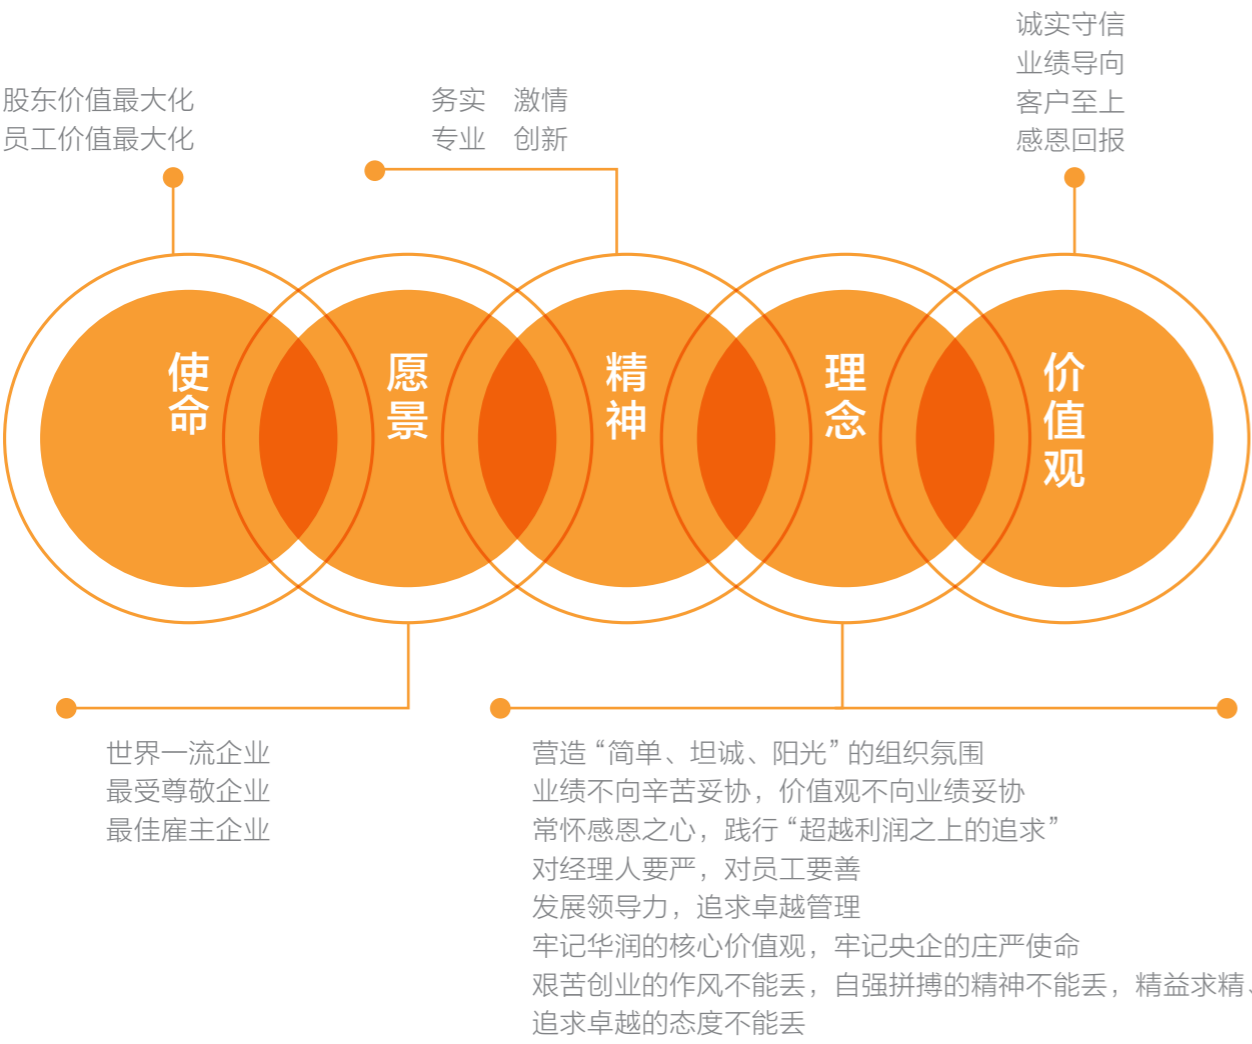 诚实守信
业绩导向
客户至上
感恩回报
股东价值最大化
员工价值最大化
务实 激情
专业 创新
使命
愿景
精神
理念
价值观
世界一流企业
最受尊敬企业
最佳雇主企业
营造“简单、坦诚、阳光”的组织氛围
业绩不向辛苦妥协，价值观不向业绩妥协
常怀感恩之心，践行“超越利润之上的追求”
对经理人要严，对员工要善
发展领导力，追求卓越管理
牢记华润的核心价值观，牢记央企的庄严使命
艰苦创业的作风不能丢，自强拼搏的精神不能丢，精益求精、
追求卓越的态度不能丢